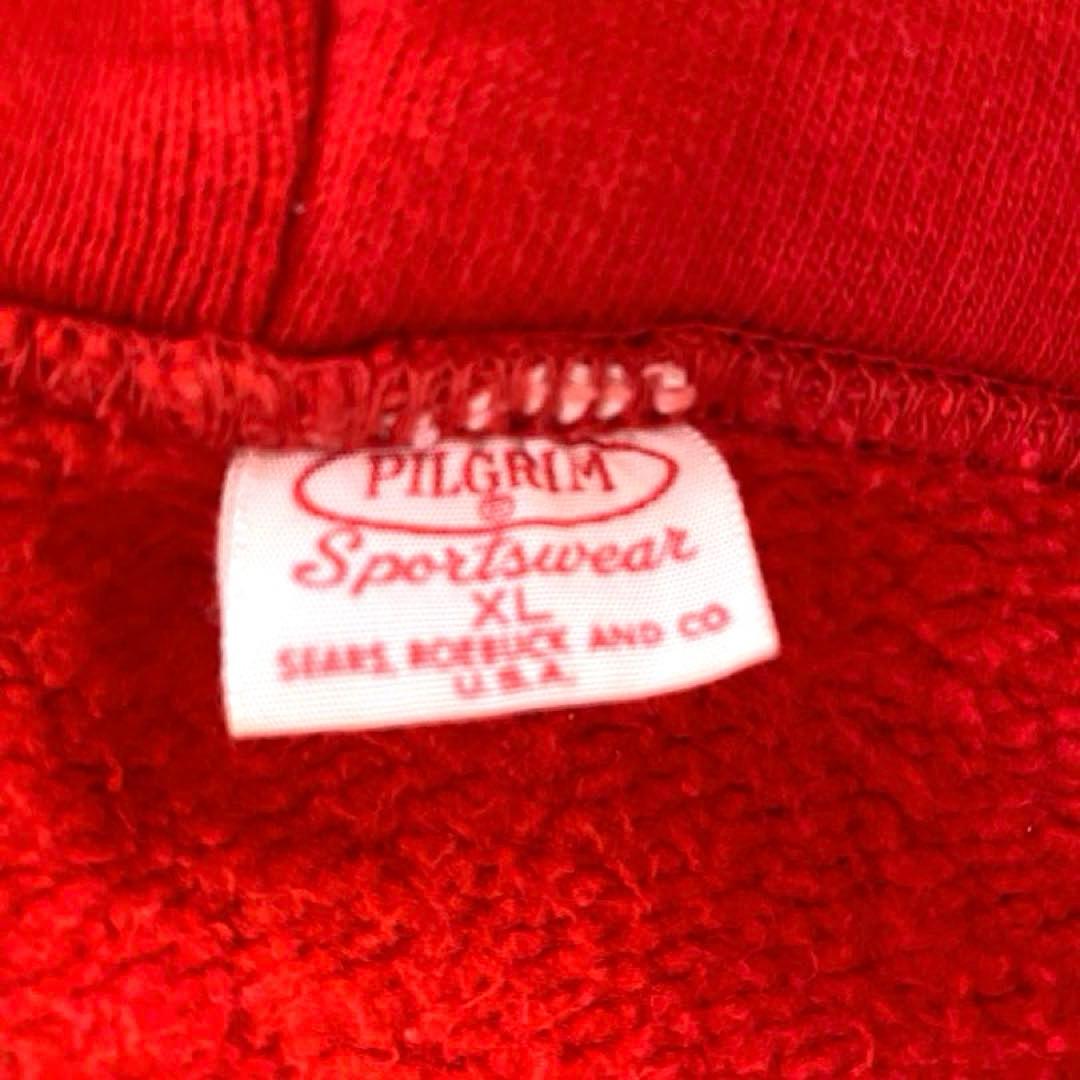 PILGRIM
Sportswear
XL
SEARS, ROEBUCK AND CO
U.S.A.